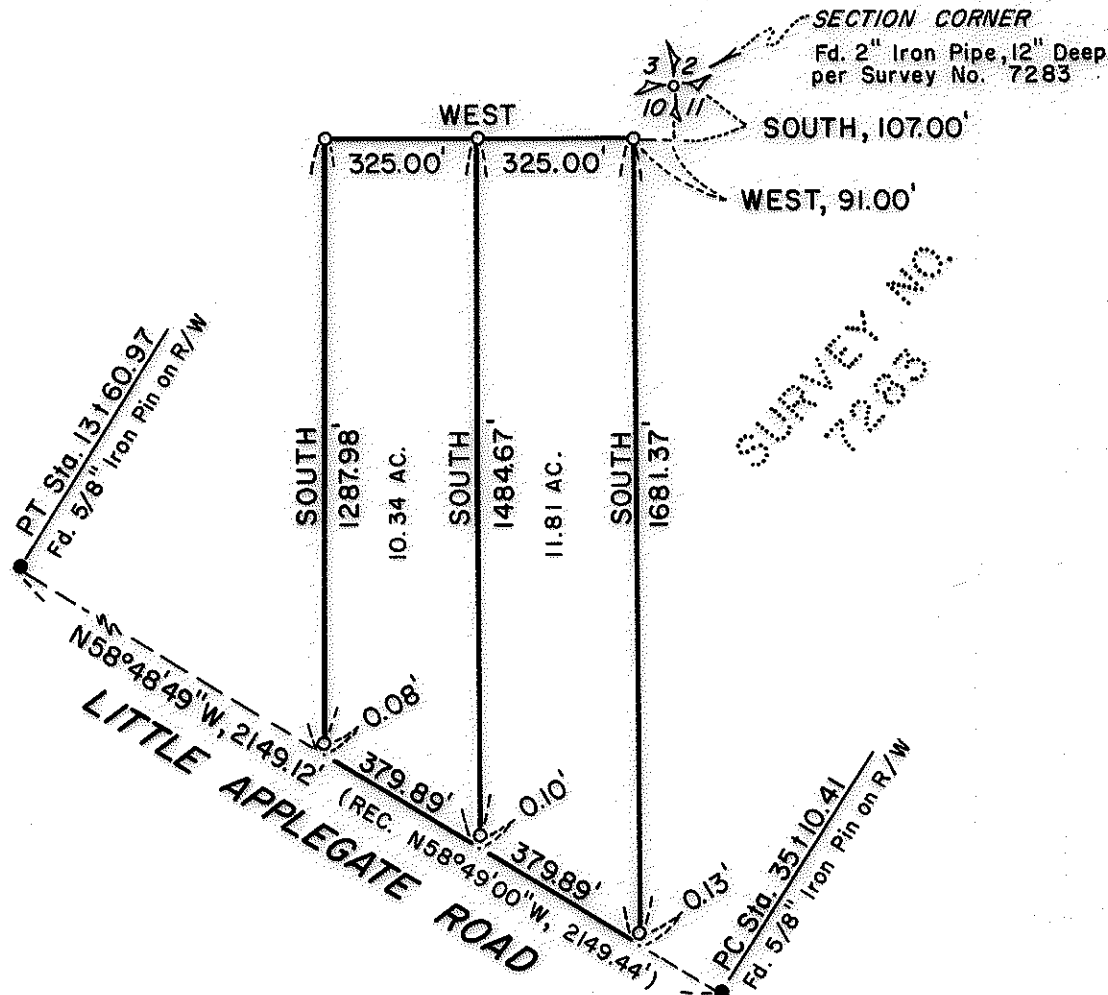 SECTION CORNER
Fd. 2" Iron Pipe, 12" Deep
per Survey No. 7283
3 2
10 11
WEST
SOUTH, 107.00'
325.00' 325.00'
WEST, 91.00'
SURVEY NO.
7283
PT Sta. 13+60.97
Fd. 5/8" Iron Pin on R/W
SOUTH
1287.98'
10.34 AC.
SOUTH
1484.67'
11.81 AC.
SOUTH
1681.37'
N58°48'49"W, 2149.12'
(REC. N58°49'00"W, 2149.44')
LITTLE APPLEGATE ROAD
0.08'
379.89'
0.10'
379.89'
0.13'
PC Sta. 35+10.41
Fd. 5/8" Iron Pin on R/W